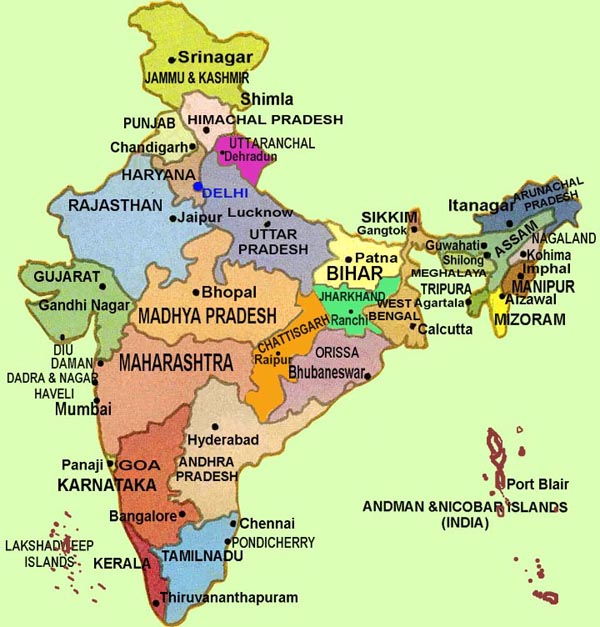 Srinagar
JAMMU & KASHMIR
Shimla
HIMACHAL PRADESH
PUNJAB
Chandigarh
UTTARANCHAL
Dehradun
HARYANA
DELHI
RAJASTHAN
Jaipur
Lucknow
UTTAR
PRADESH
SIKKIM
Gangtok
Itanagar
ARUNACHAL
PRADESH
ASSAM
Guwahati
Shilong
MEGHALAYA
NAGALAND
Kohima
Imphal
MANIPUR
TRIPURA
Agartala
Aizawal
MIZORAM
Patna
BIHAR
GUJARAT
Gandhi Nagar
Bhopal
MADHYA PRADESH
JHARKHAND
Ranchi
WEST
BENGAL
Calcutta
CHATTISGARH
Raipur
ORISSA
Bhubaneswar
DIU
DAMAN
DADRA & NAGAR
HAVELI
MAHARASHTRA
Mumbai
Hyderabad
ANDHRA
PRADESH
Panaji
GOA
KARNATAKA
Bangalore
Chennai
PONDICHERRY
TAMILNADU
KERALA
LAKSHADWEEP
ISLANDS
Thiruvananthapuram
Port Blair
ANDMAN &NICOBAR ISLANDS
(INDIA)